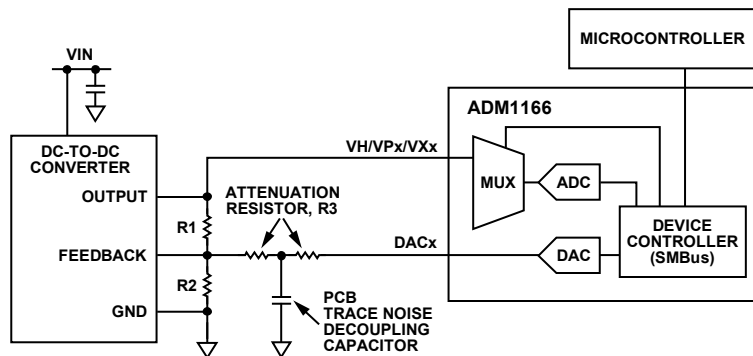 VIN
MICROCONTROLLER
ADM1166
DC-TO-DC
CONVERTER
VH/VPx/VXx
MUX
ADC
OUTPUT
ATTENUATION
RESISTOR, R3
R1
DEVICE
CONTROLLER
(SMBus)
FEEDBACK
DACx
DAC
R2
PCB
TRACE NOISE
DECOUPLING
CAPACITOR
GND